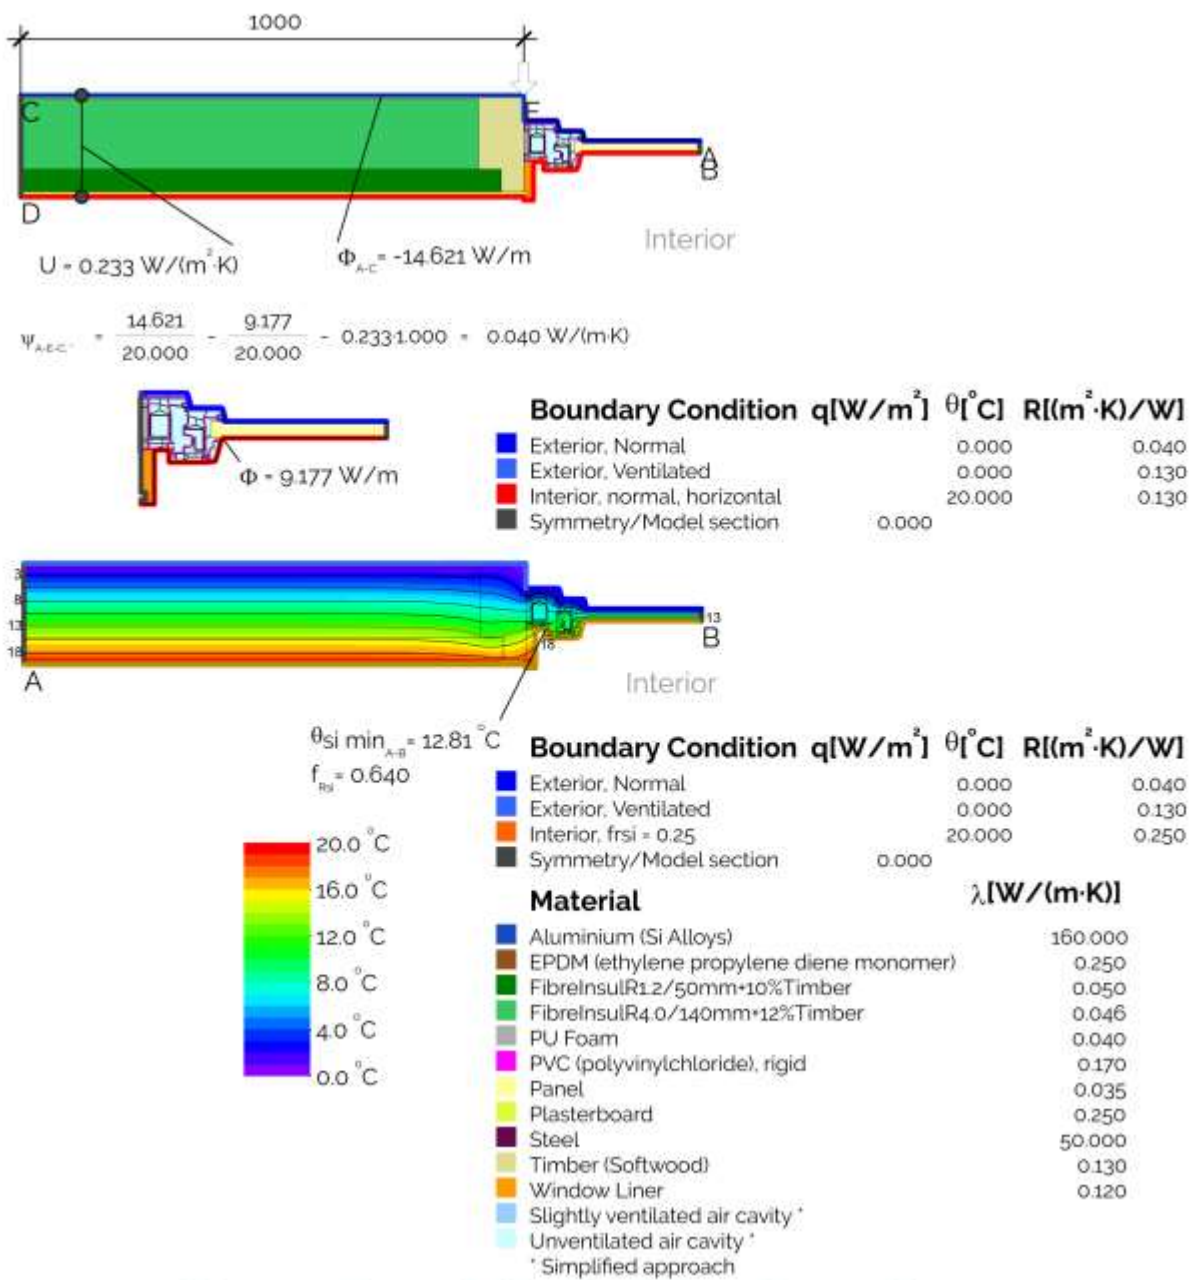 1000
C
E
A
B
D
Interior
U = 0.233 W/(m²·K)
Φ_A-C = -14.621 W/m
ψ_A-E-C, = 14.621/20.000 - 9.177/20.000 - 0.233·1.000 = 0.040 W/(m·K)
Φ = 9.177 W/m
Boundary Condition q[W/m²] θ[°C] R[(m²·K)/W]
Exterior, Normal 0.000 0.040
Exterior, Ventilated 0.000 0.130
Interior, normal, horizontal 20.000 0.130
Symmetry/Model section 0.000
3
8
13
18
18
13
B
A
Interior
θsi min_A-B = 12.81 °C
f_Rsi = 0.640
Boundary Condition q[W/m²] θ[°C] R[(m²·K)/W]
Exterior, Normal 0.000 0.040
Exterior, Ventilated 0.000 0.130
Interior, frsi = 0.25 20.000 0.250
Symmetry/Model section 0.000
20.0 °C
16.0 °C
12.0 °C
8.0 °C
4.0 °C
0.0 °C
Material λ[W/(m·K)]
Aluminium (Si Alloys) 160.000
EPDM (ethylene propylene diene monomer) 0.250
FibreInsulR1.2/50mm+10%Timber 0.050
FibreInsulR4.0/140mm+12%Timber 0.046
PU Foam 0.040
PVC (polyvinylchloride), rigid 0.170
Panel 0.035
Plasterboard 0.250
Steel 50.000
Timber (Softwood) 0.130
Window Liner 0.120
Slightly ventilated air cavity *
Unventilated air cavity *
* Simplified approach